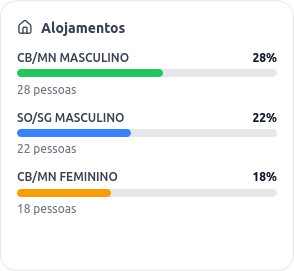 Alojamentos
CB/MN MASCULINO 28%
28 pessoas
SO/SG MASCULINO 22%
22 pessoas
CB/MN FEMININO 18%
18 pessoas